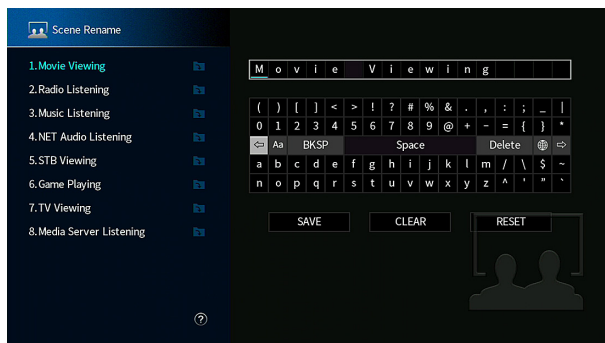 Scene Rename
1.Movie Viewing
2.Radio Listening
3.Music Listening
4.NET Audio Listening
5.STB Viewing
6.Game Playing
7.TV Viewing
8.Media Server Listening
?
Movie Viewing
( ) [ ] < > ! ? # % & . , : ; _ |
0 1 2 3 4 5 6 7 8 9 @ + - = { } *
⇦ Aa BKSP Space Delete ⇨
a b c d e f g h i j k l m / \ $ ~
n o p q r s t u v w x y z ^ ' " `
SAVE CLEAR RESET